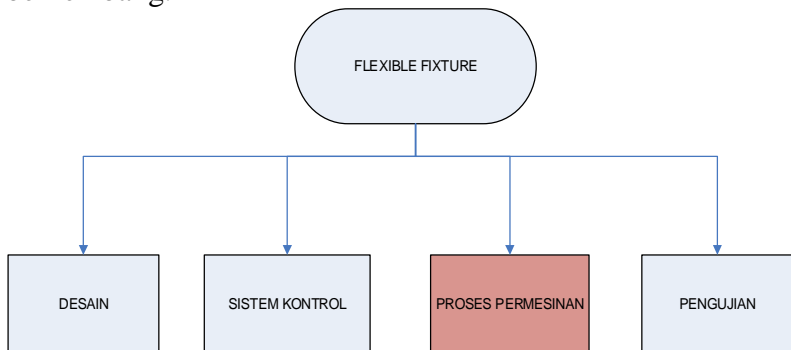 FLEXIBLE FIXTURE
DESAIN
SISTEM KONTROL
PROSES PERMESINAN
PENGUJIAN